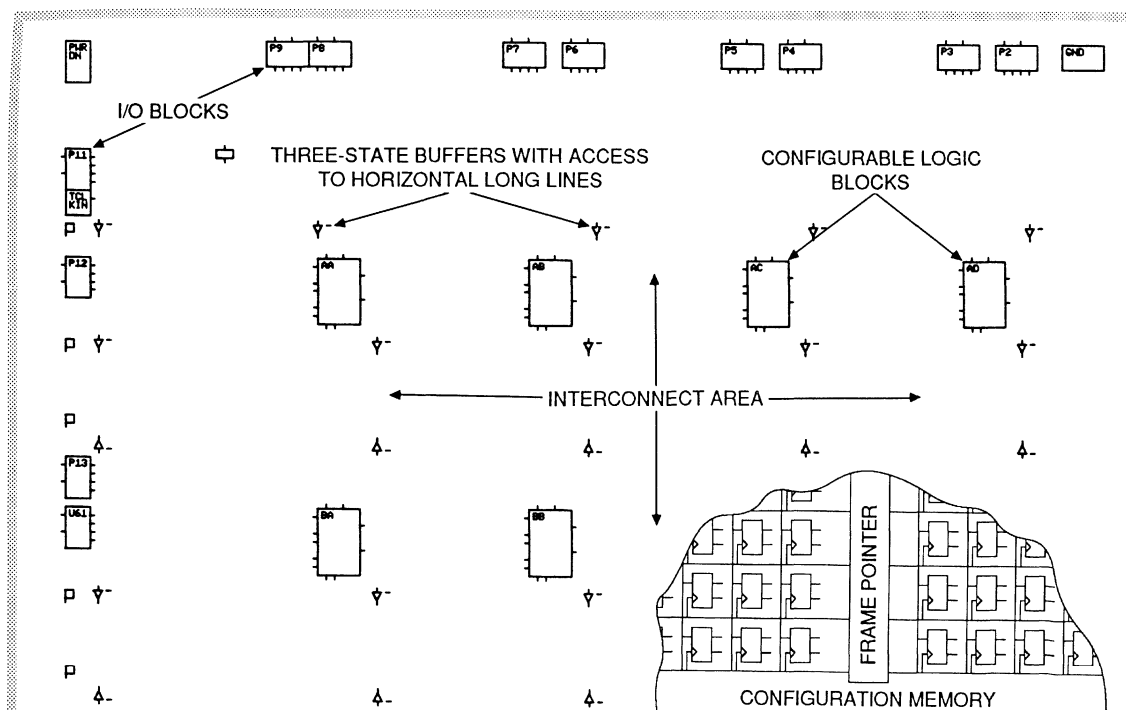 PWR
DN
P9
P8
P7
P6
P5
P4
P3
P2
GND
I/O BLOCKS
P11
TCL
KIN
THREE-STATE BUFFERS WITH ACCESS
TO HORIZONTAL LONG LINES
CONFIGURABLE LOGIC
BLOCKS
P
P12
AA
AB
AC
AD
P
INTERCONNECT AREA
P
P13
U61
BA
BB
FRAME POINTER
P
P
CONFIGURATION MEMORY